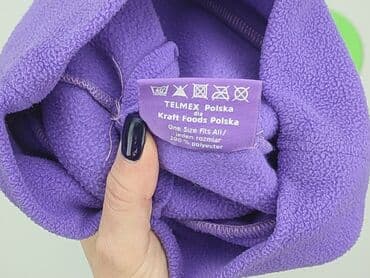 TELMEX Polska
dla
Kraft Foods Polska
One Size Fits All/
jeden rozmiar
100 % polyester